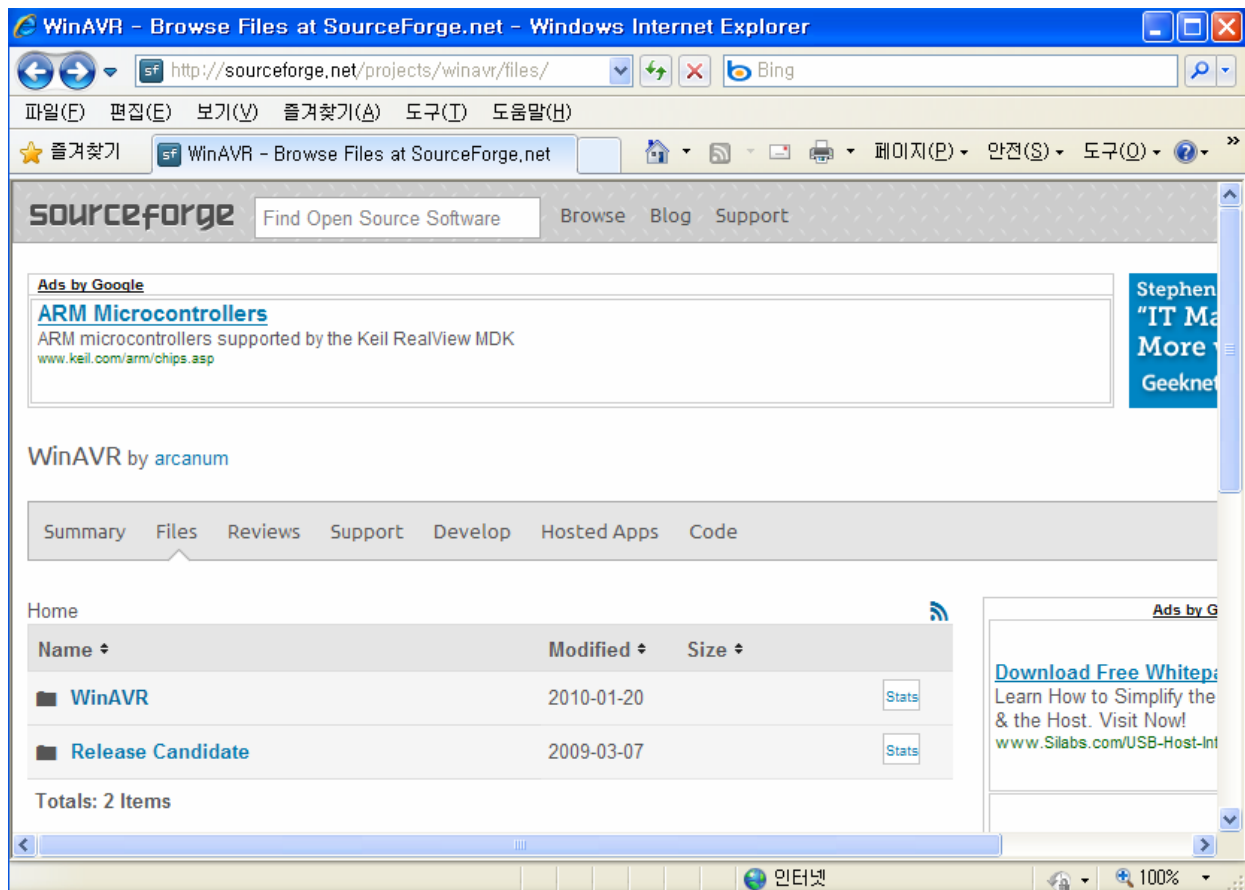 WinAVR - Browse Files at SourceForge.net - Windows Internet Explorer
sf http://sourceforge.net/projects/winavr/files/ Bing
파일(F) 편집(E) 보기(V) 즐겨찾기(A) 도구(T) 도움말(H)
즐겨찾기 sf WinAVR - Browse Files at SourceForge.net 페이지(P) 안전(S) 도구(O) »
sourceforge Find Open Source Software Browse Blog Support
Ads by Google
ARM Microcontrollers
ARM microcontrollers supported by the Keil RealView MDK
www.keil.com/arm/chips.asp
Stephen
"IT Ma
More
Geeknet
WinAVR by arcanum
Summary Files Reviews Support Develop Hosted Apps Code
Home
Name Modified Size
WinAVR 2010-01-20 Stats
Release Candidate 2009-03-07 Stats
Totals: 2 Items
Ads by G
Download Free Whitepa
Learn How to Simplify the
& the Host. Visit Now!
www.Silabs.com/USB-Host-Int
인터넷 100%